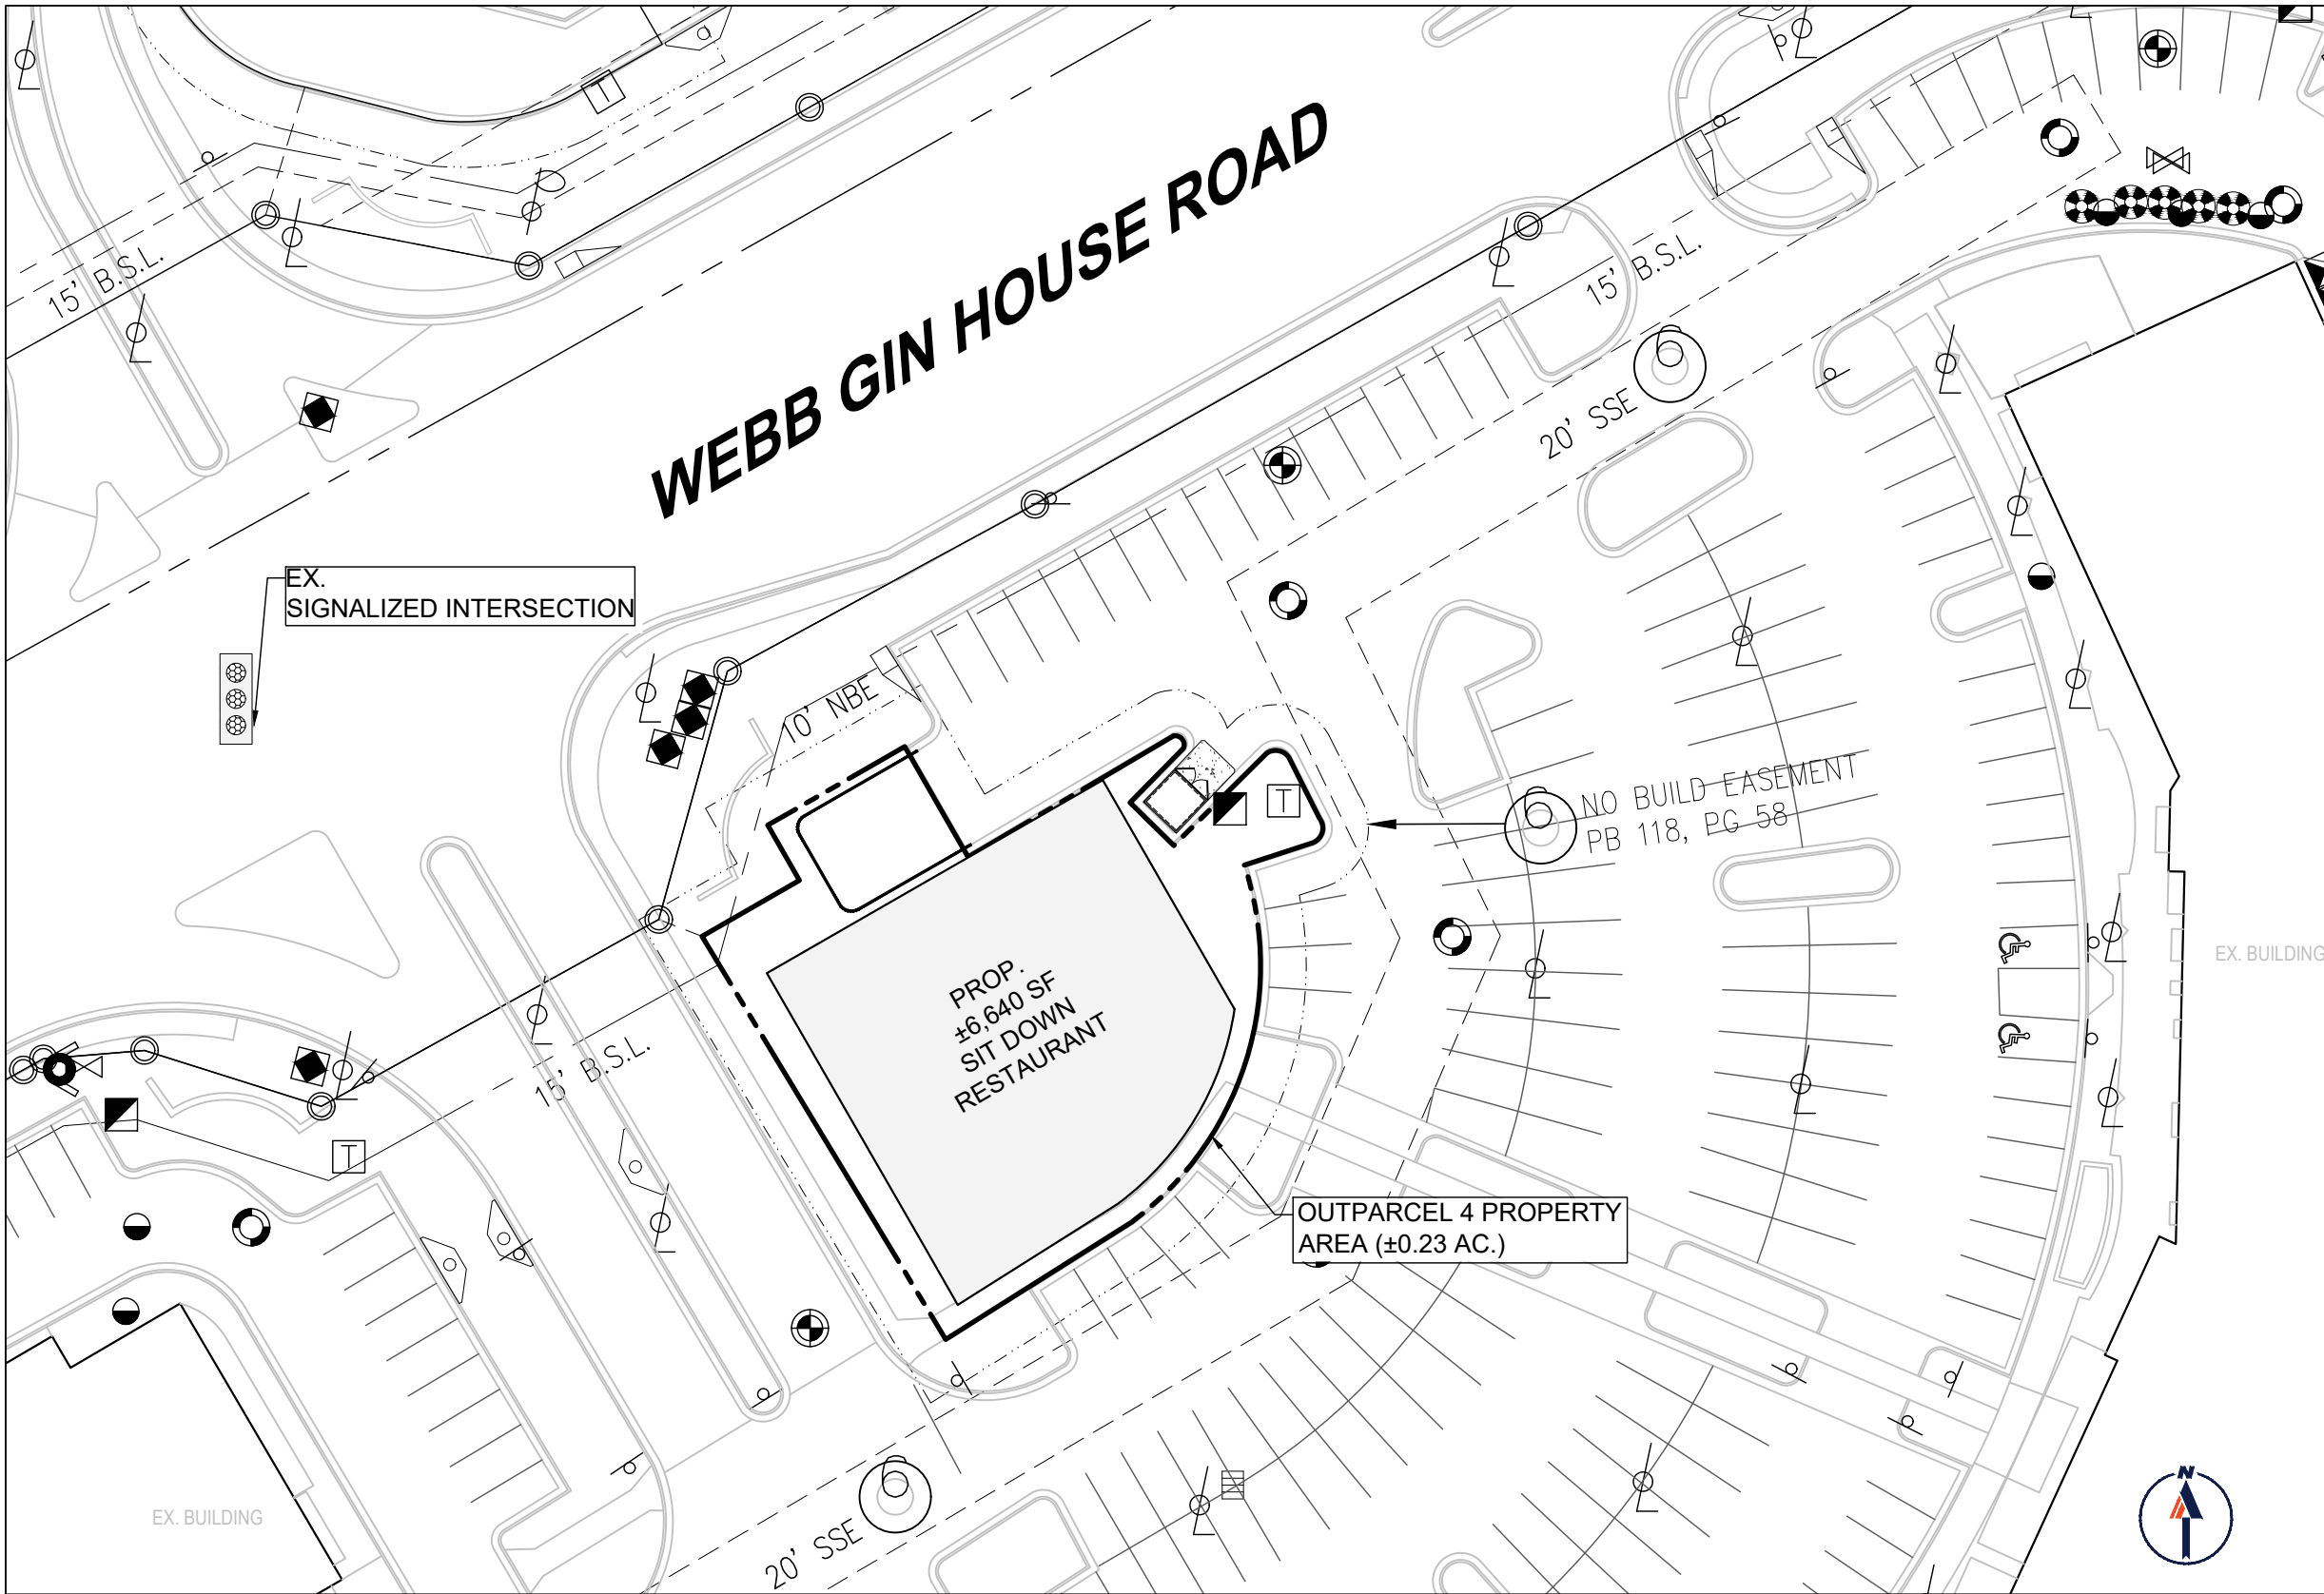 WEBB GIN HOUSE ROAD
15' B.S.L.
T
15' B.S.L.
20' SSE
EX.
SIGNALIZED INTERSECTION
10' NBE
T
NO BUILD EASEMENT
PB 118, PG 58
EX. BUILDING
PROP.
±6,640 SF
SIT DOWN
RESTAURANT
15' B.S.L.
T
OUTPARCEL 4 PROPERTY
AREA (±0.23 AC.)
EX. BUILDING
20' SSE
N